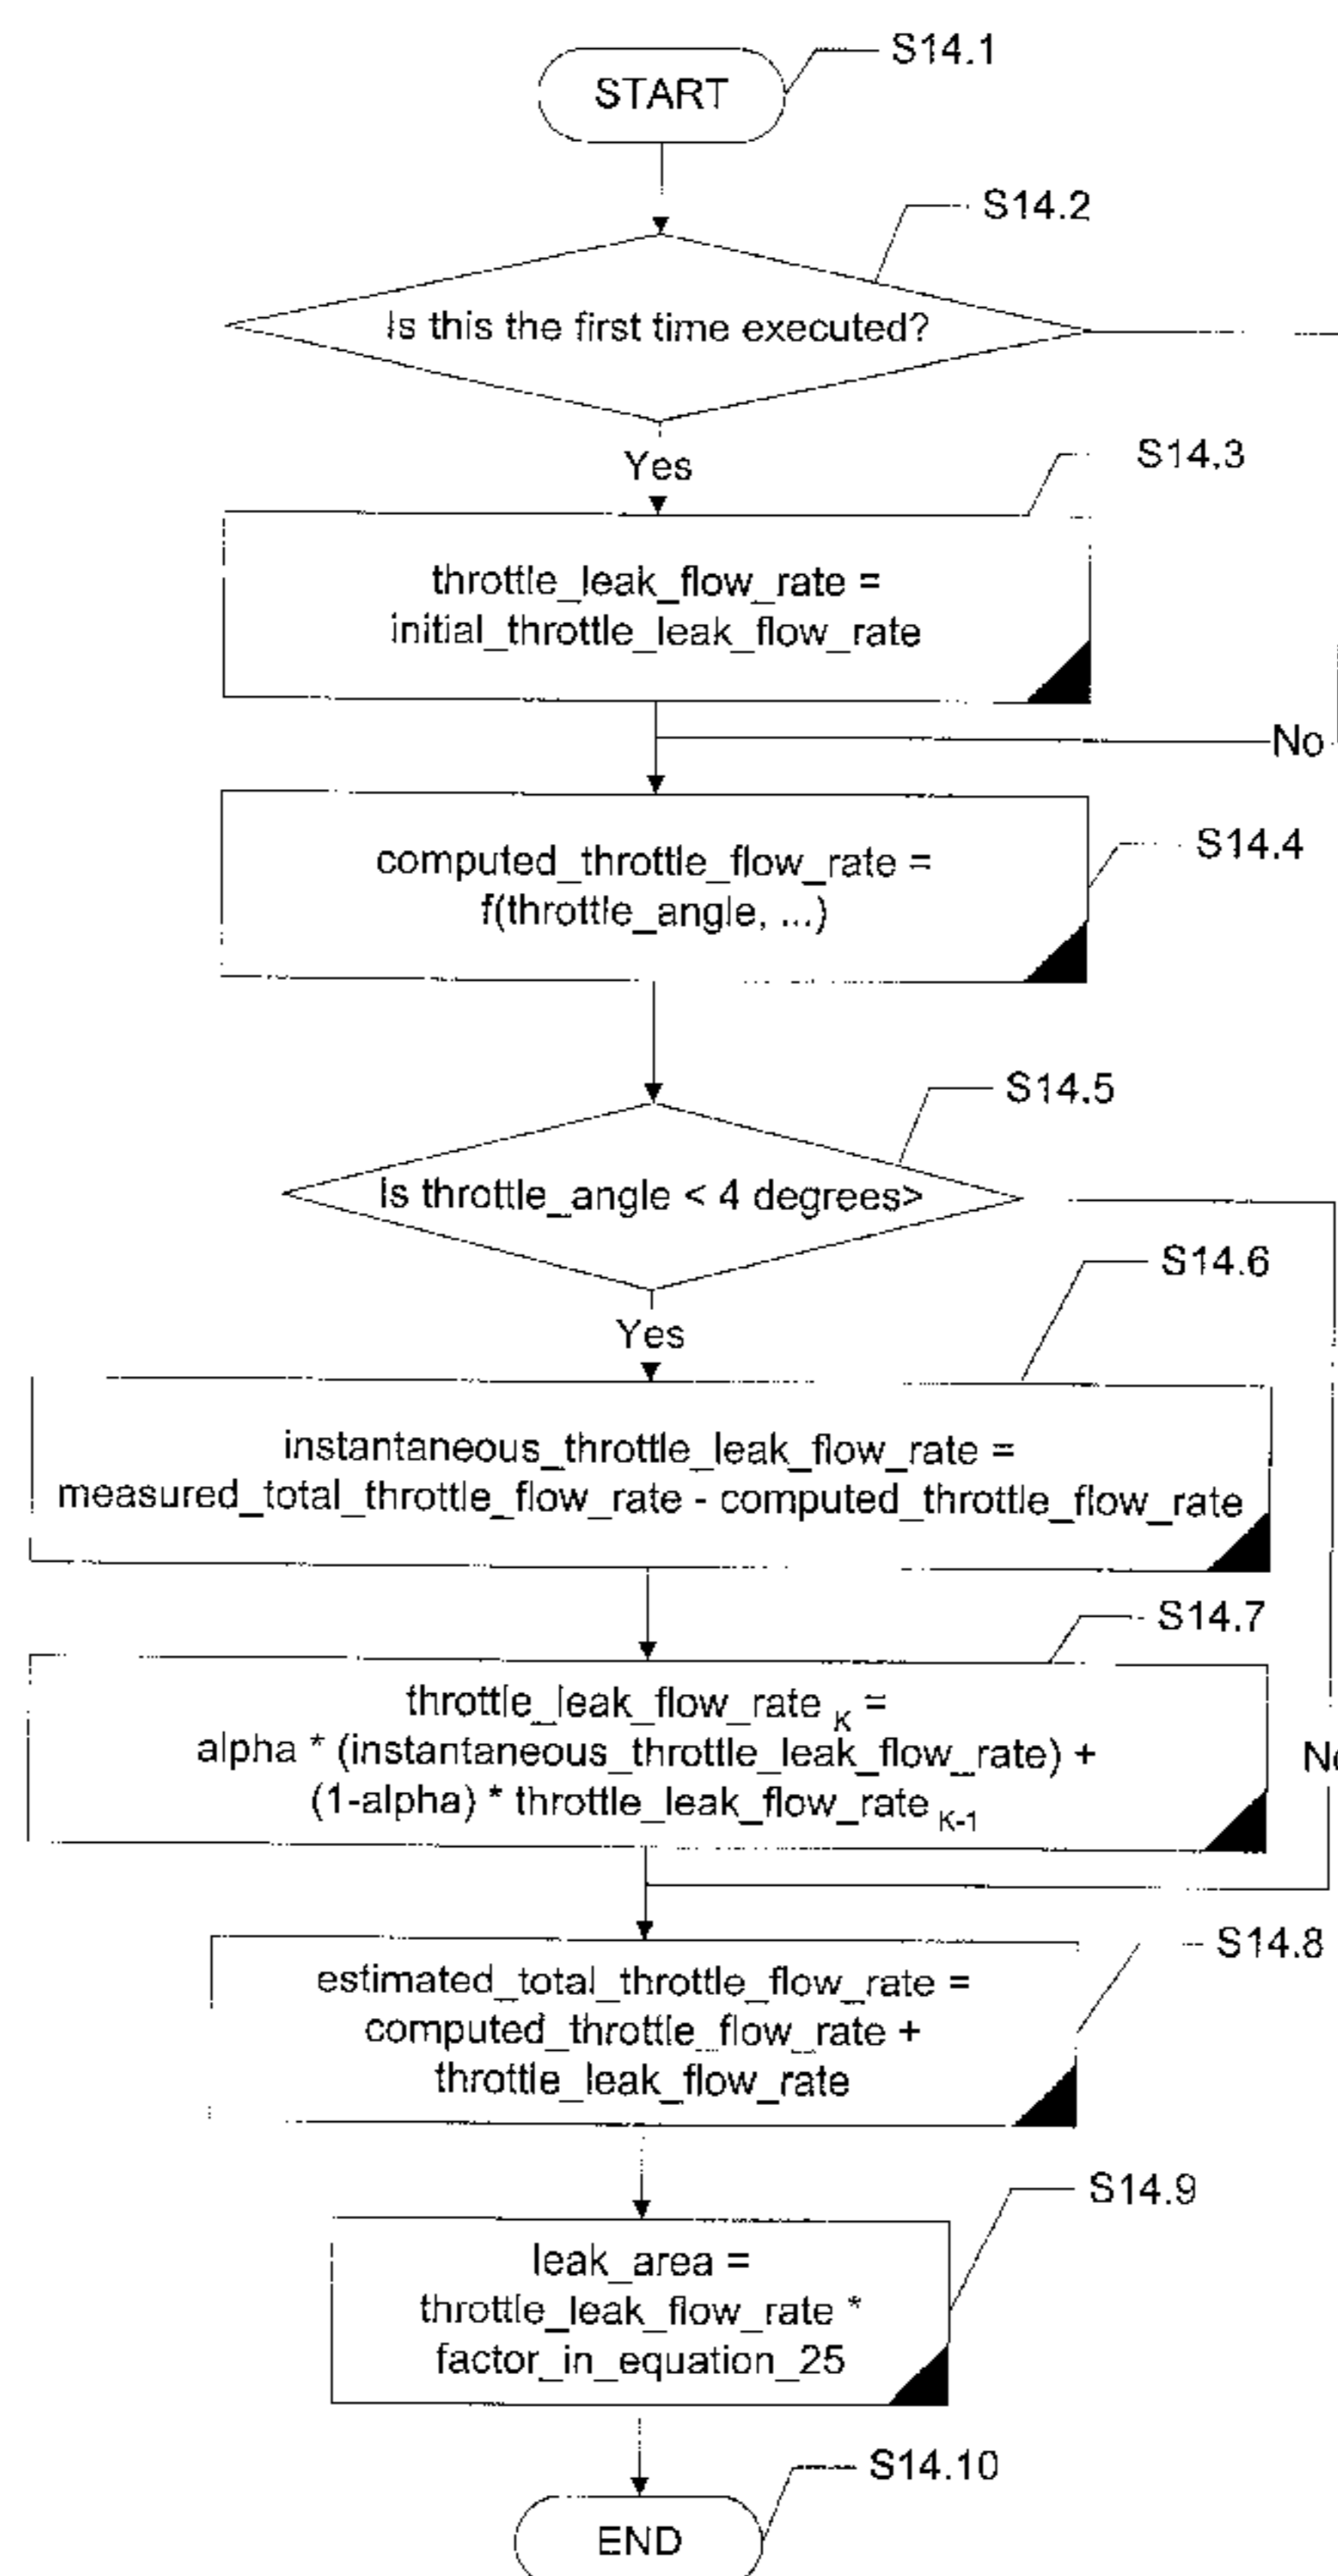 S14.1
START
S14.2
Is this the first time executed?
Yes
S14.3
throttle_leak_flow_rate =
initial_throttle_leak_flow_rate
No
S14.4
computed_throttle_flow_rate =
f(throttle_angle, ...)
S14.5
Is throttle_angle < 4 degrees>
S14.6
Yes
instantaneous_throttle_leak_flow_rate =
measured_total_throttle_flow_rate - computed_throttle_flow_rate
S14.7
throttle_leak_flow_rate K =
alpha * (instantaneous_throttle_leak_flow_rate) +
No
(1-alpha) * throttle_leak_flow_rate K-1
S14.8
estimated_total_throttle_flow_rate =
computed_throttle_flow_rate +
throttle_leak_flow_rate
S14.9
leak_area =
throttle_leak_flow_rate *
factor_in_equation_25
S14.10
END